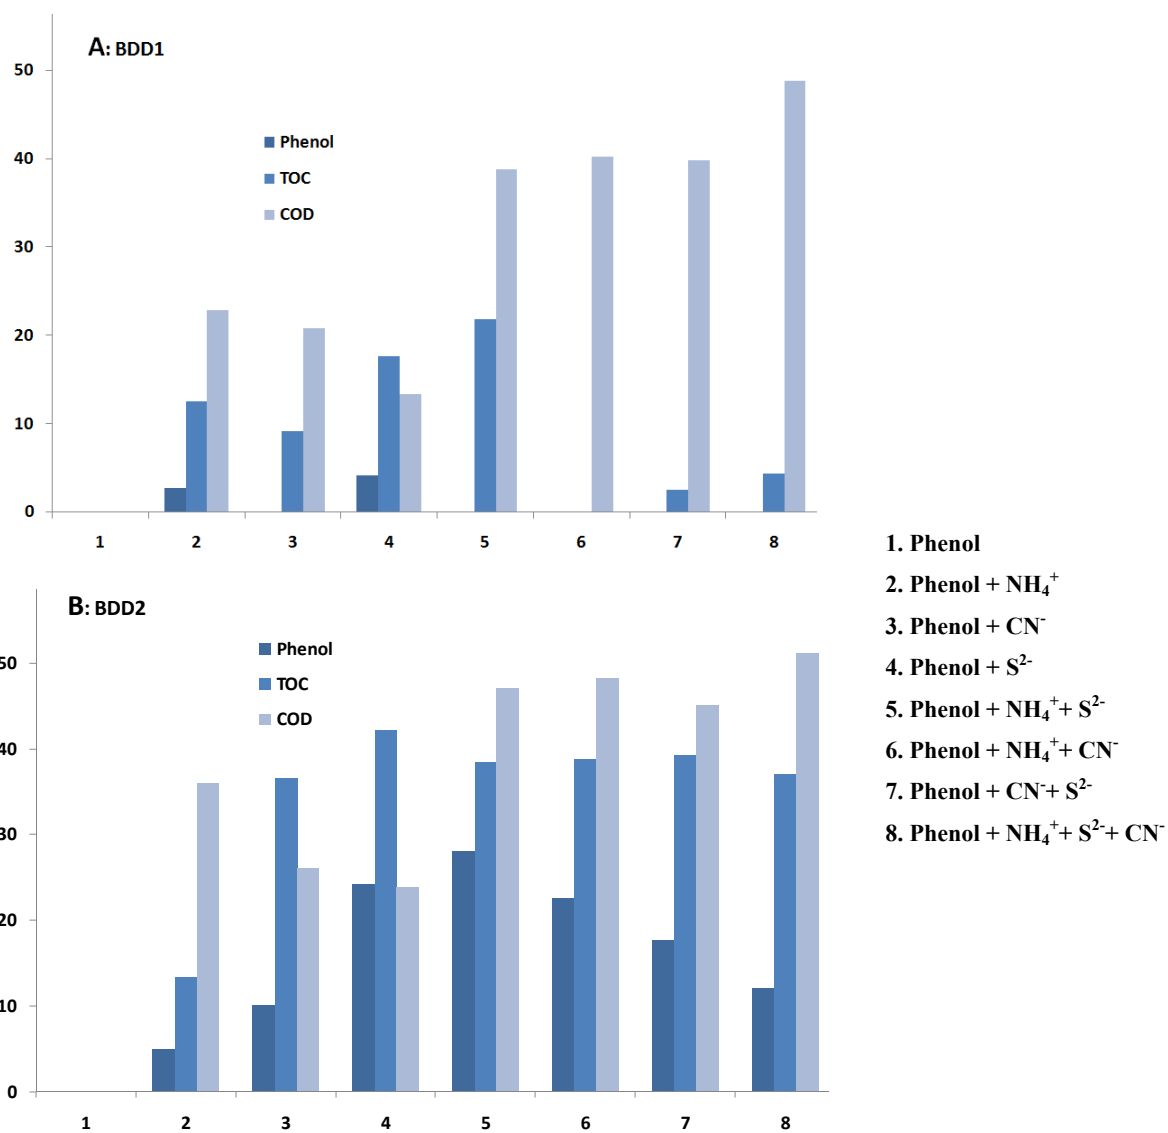 A: BDD1
50
40
30
20
10
0
Phenol
TOC
COD
1 2 3 4 5 6 7 8
B: BDD2
50
40
30
20
10
0
Phenol
TOC
COD
1 2 3 4 5 6 7 8
1. Phenol
2. Phenol + NH₄⁺
3. Phenol + CN⁻
4. Phenol + S²⁻
5. Phenol + NH₄⁺+ S²⁻
6. Phenol + NH₄⁺+ CN⁻
7. Phenol + CN⁻+ S²⁻
8. Phenol + NH₄⁺+ S²⁻+ CN⁻